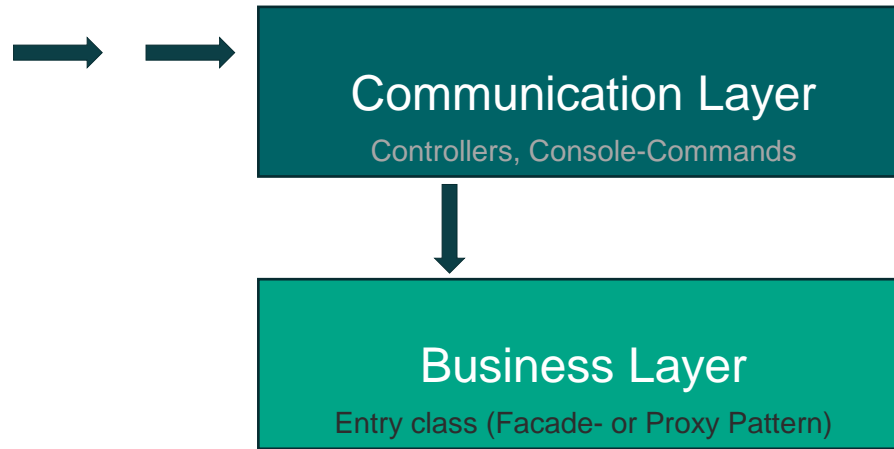 Communication Layer
Controllers, Console-Commands
Business Layer
Entry class (Facade- or Proxy Pattern)